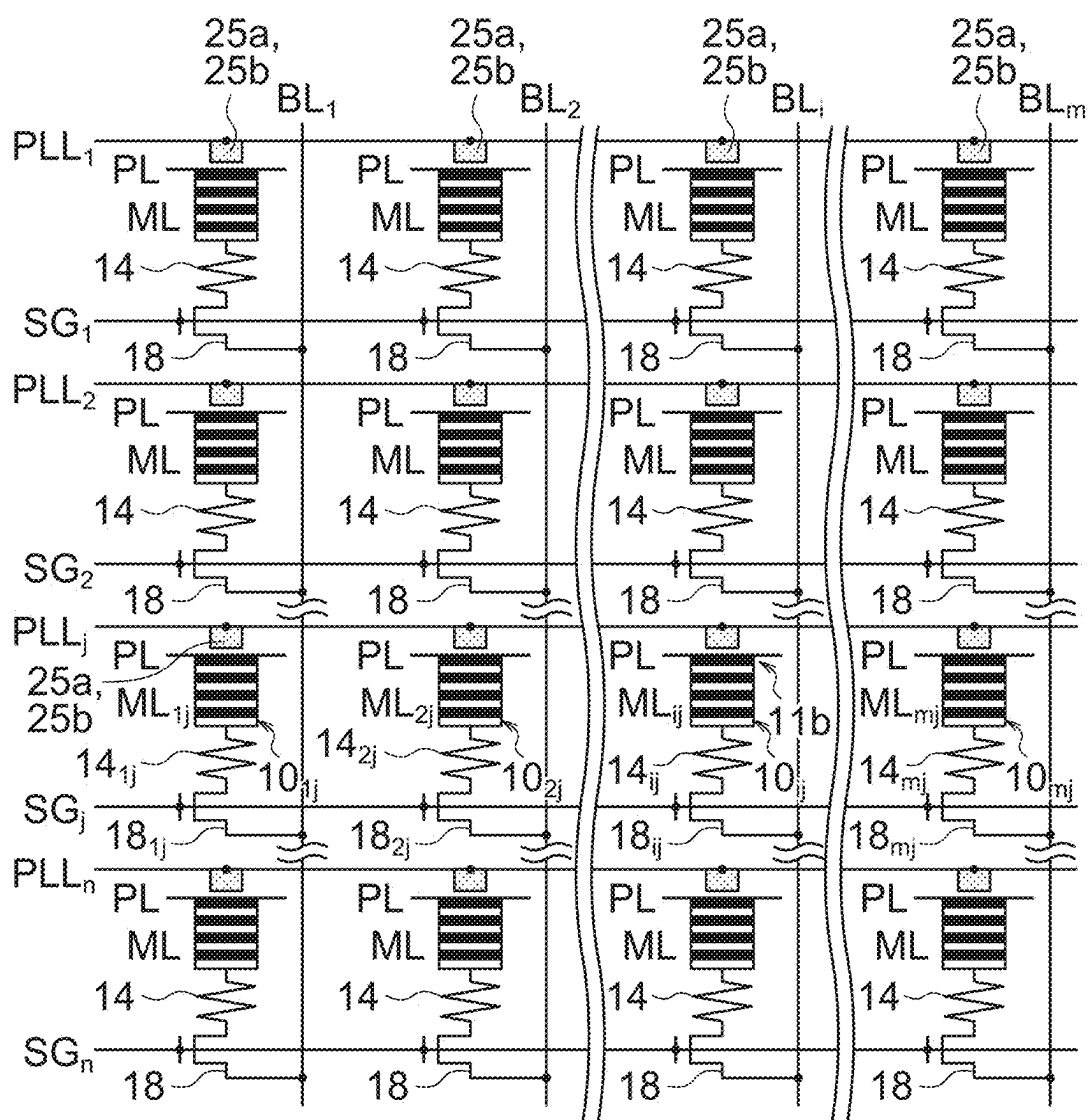 25a, 25a, 25a, 25a,
25b 25b 25b 25b
BL₁ BL₂ BLᵢ BLₘ
PLL₁
PL PL PL PL
ML ML ML ML
14 14 14 14
SG₁
18 18 18 18
PLL₂
PL PL PL PL
ML ML ML ML
14 14 14 14
SG₂
18 18 18 18
PLLⱼ
PL PL PL PL
25a,
25b ML₁ⱼ ML₂ⱼ MLᵢⱼ 11b MLₘⱼ
14₁ⱼ 10₁ⱼ 14₂ⱼ 10₂ⱼ 14ᵢⱼ 10ᵢⱼ 14ₘⱼ 10ₘⱼ
SGⱼ
18₁ⱼ 18₂ⱼ 18ᵢⱼ 18ₘⱼ
PLLₙ
PL PL PL PL
ML ML ML ML
14 14 14 14
SGₙ
18 18 18 18